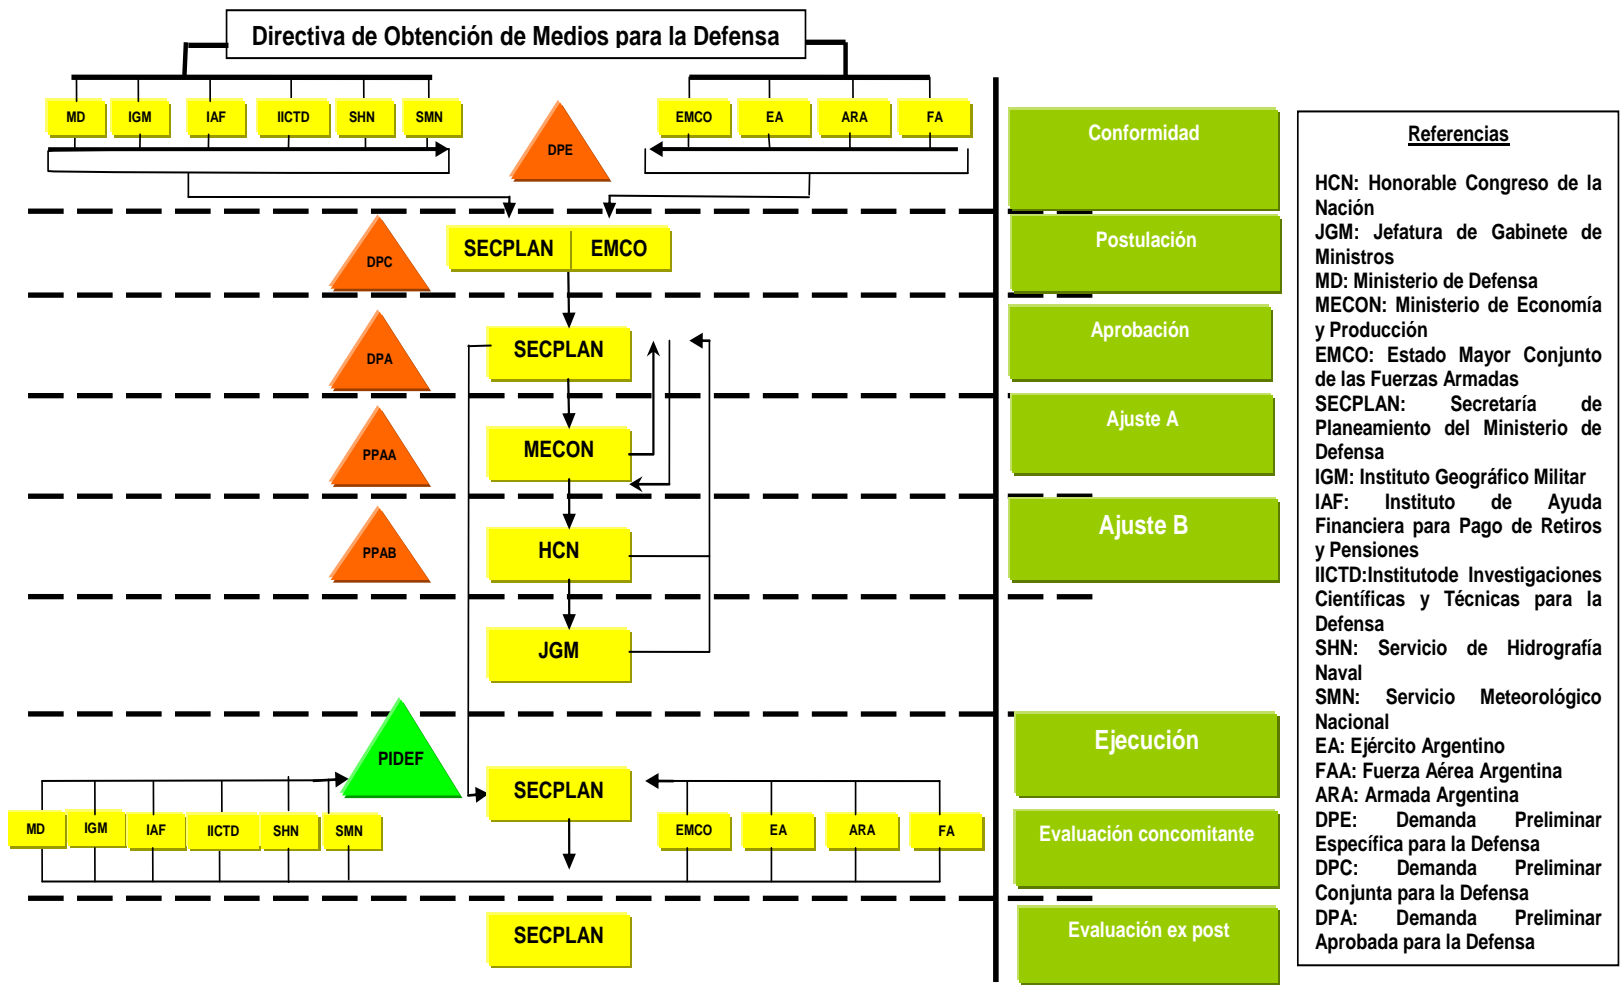 Directiva de Obtención de Medios para la Defensa
MD IGM IAF IICTD SHN SMN
EMCO EA ARA FA
DPE
Conformidad
DPC
SECPLAN EMCO
Postulación
DPA
SECPLAN
Aprobación
PPAA
MECON
Ajuste A
PPAB
HCN
Ajuste B
JGM
PIDEF
SECPLAN
Ejecución
MD IGM IAF IICTD SHN SMN
EMCO EA ARA FA
Evaluación concomitante
SECPLAN
Evaluación ex post
Referencias
HCN: Honorable Congreso de la
Nación
JGM: Jefatura de Gabinete de
Ministros
MD: Ministerio de Defensa
MECON: Ministerio de Economía
y Producción
EMCO: Estado Mayor Conjunto
de las Fuerzas Armadas
SECPLAN: Secretaría de
Planeamiento del Ministerio de
Defensa
IGM: Instituto Geográfico Militar
IAF: Instituto de Ayuda
Financiera para Pago de Retiros
y Pensiones
IICTD:Institutode Investigaciones
Científicas y Técnicas para la
Defensa
SHN: Servicio de Hidrografía
Naval
SMN: Servicio Meteorológico
Nacional
EA: Ejército Argentino
FAA: Fuerza Aérea Argentina
ARA: Armada Argentina
DPE: Demanda Preliminar
Específica para la Defensa
DPC: Demanda Preliminar
Conjunta para la Defensa
DPA: Demanda Preliminar
Aprobada para la Defensa